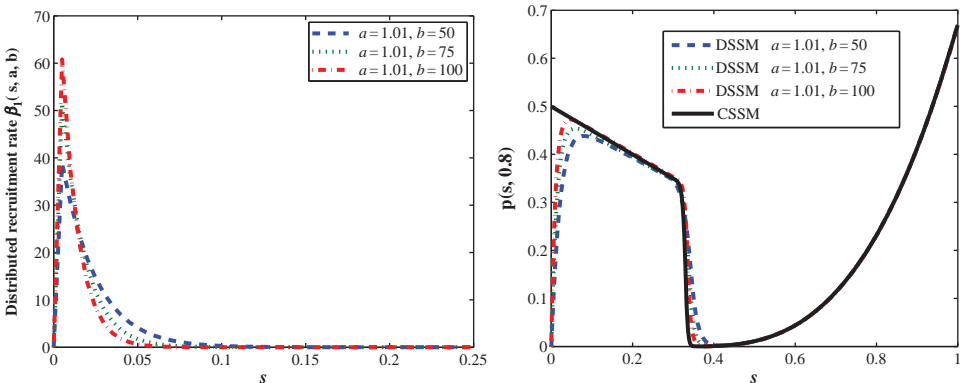 Distributed recruitment rate β₁( s, a, b)
70
60
50
40
30
20
10
0
0 0.05 0.1 0.15 0.2 0.25
s
a = 1.01, b = 50
a = 1.01, b = 75
a = 1.01, b = 100
p(s, 0.8)
0.7
0.6
0.5
0.4
0.3
0.2
0.1
0
0 0.2 0.4 0.6 0.8 1
s
DSSM a = 1.01, b = 50
DSSM a = 1.01, b = 75
DSSM a = 1.01, b = 100
CSSM